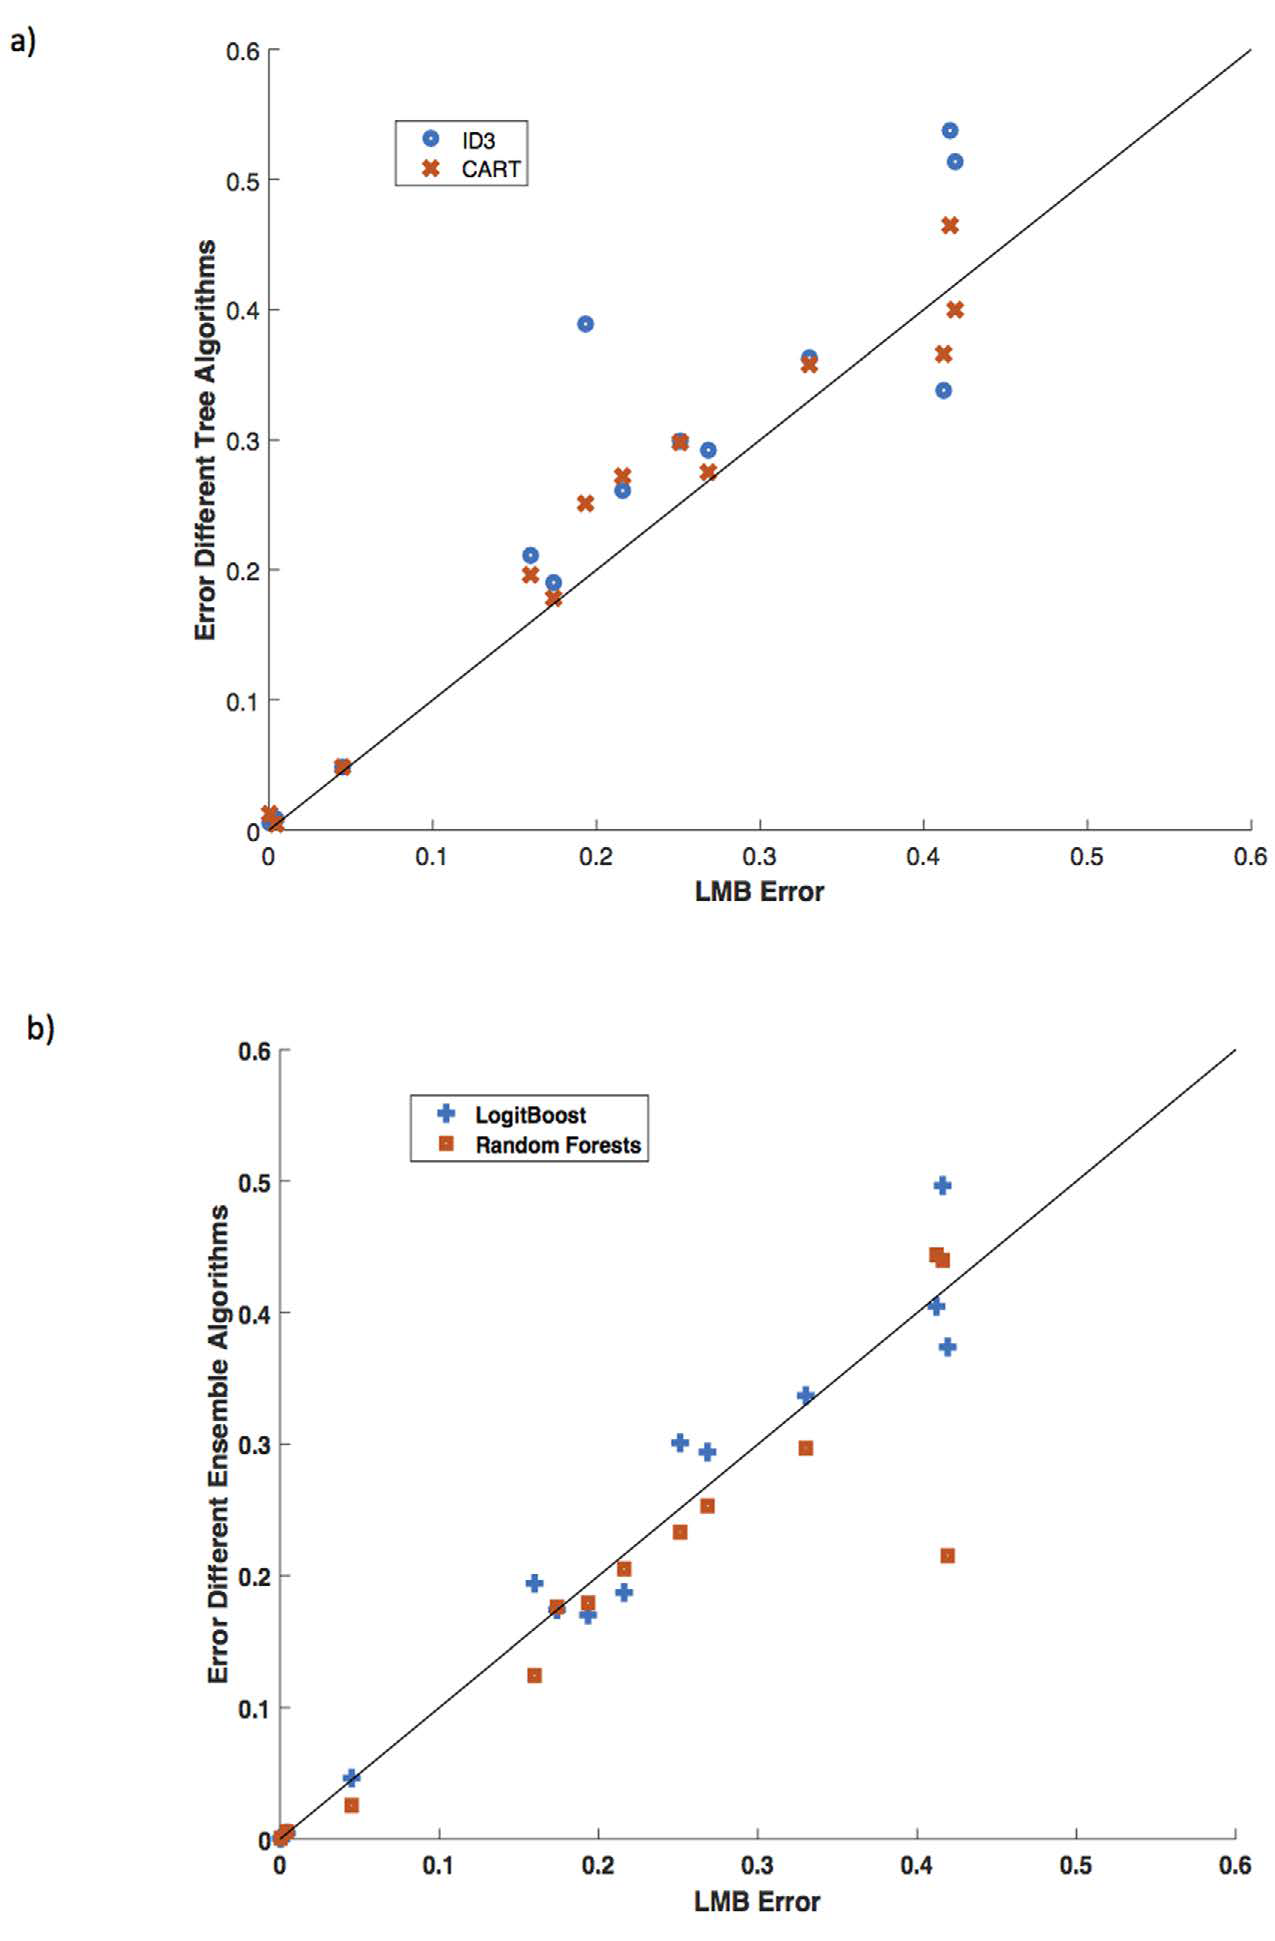 a)
0.6
ID3
CART
0.5
0.4
0.3
0.2
0.1
0
Error Different Tree Algorithms
0 0.1 0.2 0.3 0.4 0.5 0.6
LMB Error
b)
0.6
LogitBoost
Random Forests
0.5
0.4
0.3
0.2
0.1
0
Error Different Ensemble Algorithms
0 0.1 0.2 0.3 0.4 0.5 0.6
LMB Error